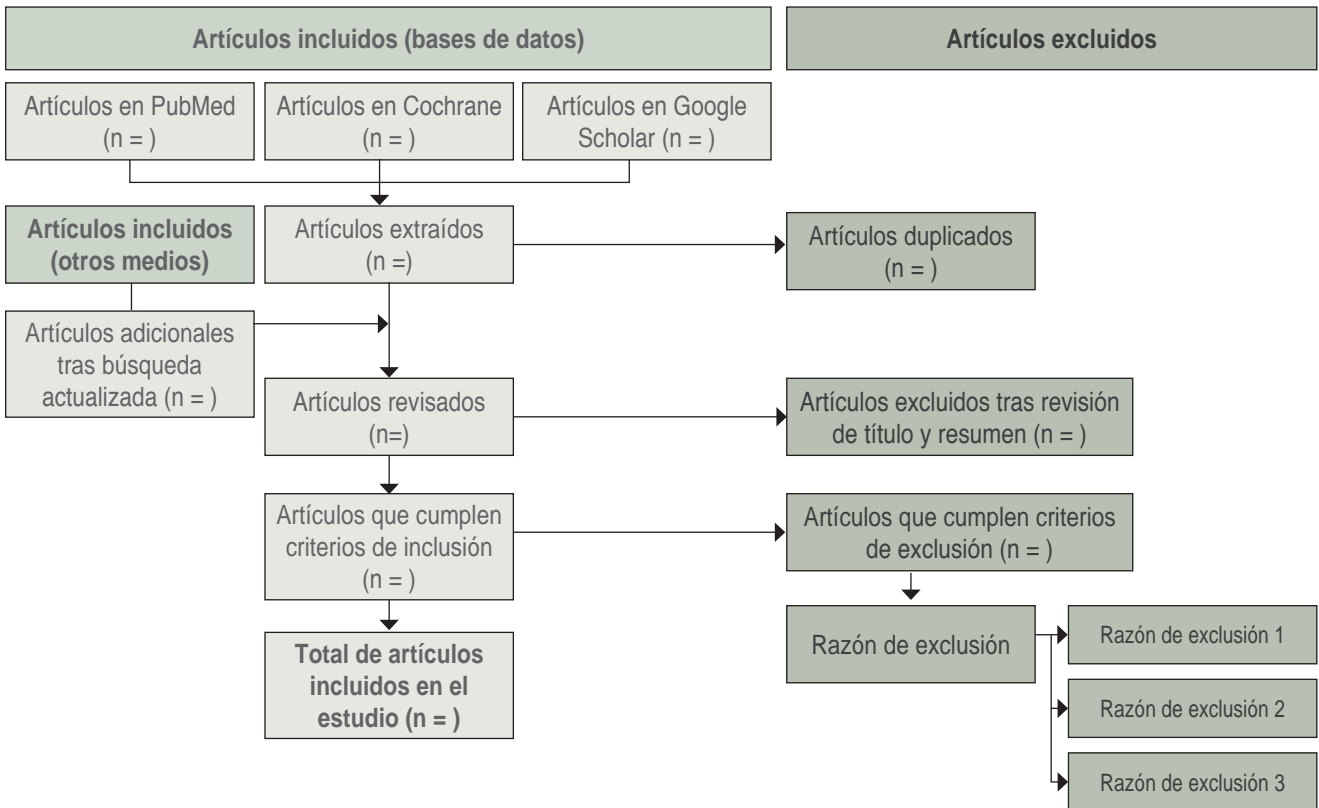 Artículos incluidos (bases de datos)
Artículos excluidos
Artículos en PubMed
(n = )
Artículos en Cochrane
(n = )
Artículos en Google
Scholar (n = )
Artículos incluidos
(otros medios)
Artículos extraídos
(n =)
Artículos duplicados
(n = )
Artículos adicionales
tras búsqueda
actualizada (n = )
Artículos revisados
(n=)
Artículos excluidos tras revisión
de título y resumen (n = )
Artículos que cumplen
criterios de inclusión
(n = )
Artículos que cumplen criterios
de exclusión (n = )
Total de artículos
incluidos en el
estudio (n = )
Razón de exclusión
Razón de exclusión 1
Razón de exclusión 2
Razón de exclusión 3